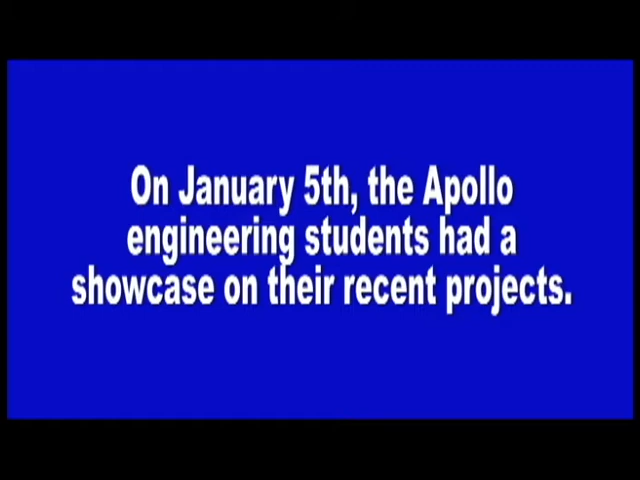 On January 5th, the Apollo
engineering students had a
showcase on their recent projects.